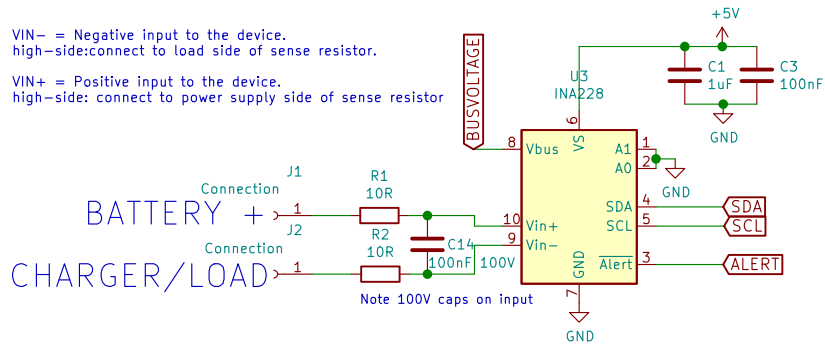 VIN- = Negative input to the device.
high-side:connect to load side of sense resistor.
VIN+ = Positive input to the device.
high-side: connect to power supply side of sense resistor
+5V
BUSVOLTAGE
U3
INA228
C1
1uF
C3
100nF
GND
6
VS
8
Vbus
A1
1
A0
2
GND
J1
Connection
BATTERY +
1
R1
10R
J2
Connection
CHARGER/LOAD
1
R2
10R
C14
100nF 100V
10
Vin+
9
Vin-
SDA
4
SDA
SCL
5
SCL
Alert
3
ALERT
GND
7
GND
Note 100V caps on input